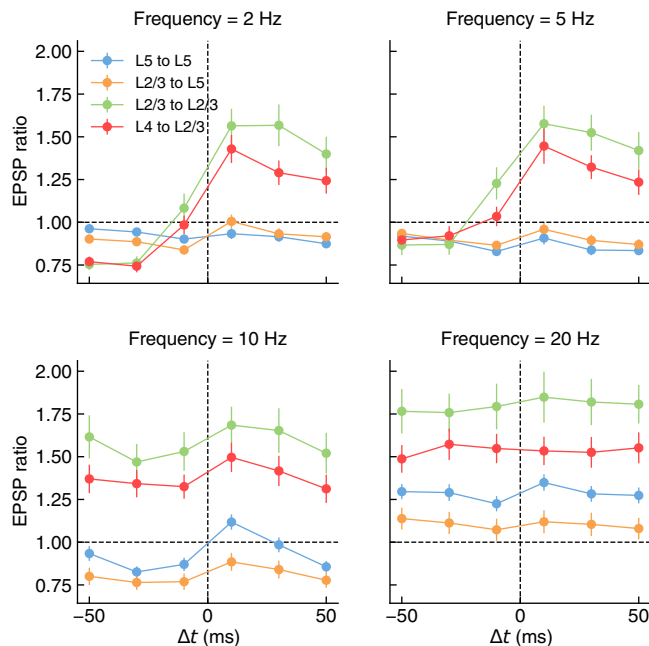 Frequency = 2 Hz
Frequency = 5 Hz
2.00
1.75
1.50
1.25
1.00
0.75
EPSP ratio
L5 to L5
L2/3 to L5
L2/3 to L2/3
L4 to L2/3
Frequency = 10 Hz
Frequency = 20 Hz
2.00
1.75
1.50
1.25
1.00
0.75
EPSP ratio
−50 0 50
−50 0 50
Δt (ms)
Δt (ms)